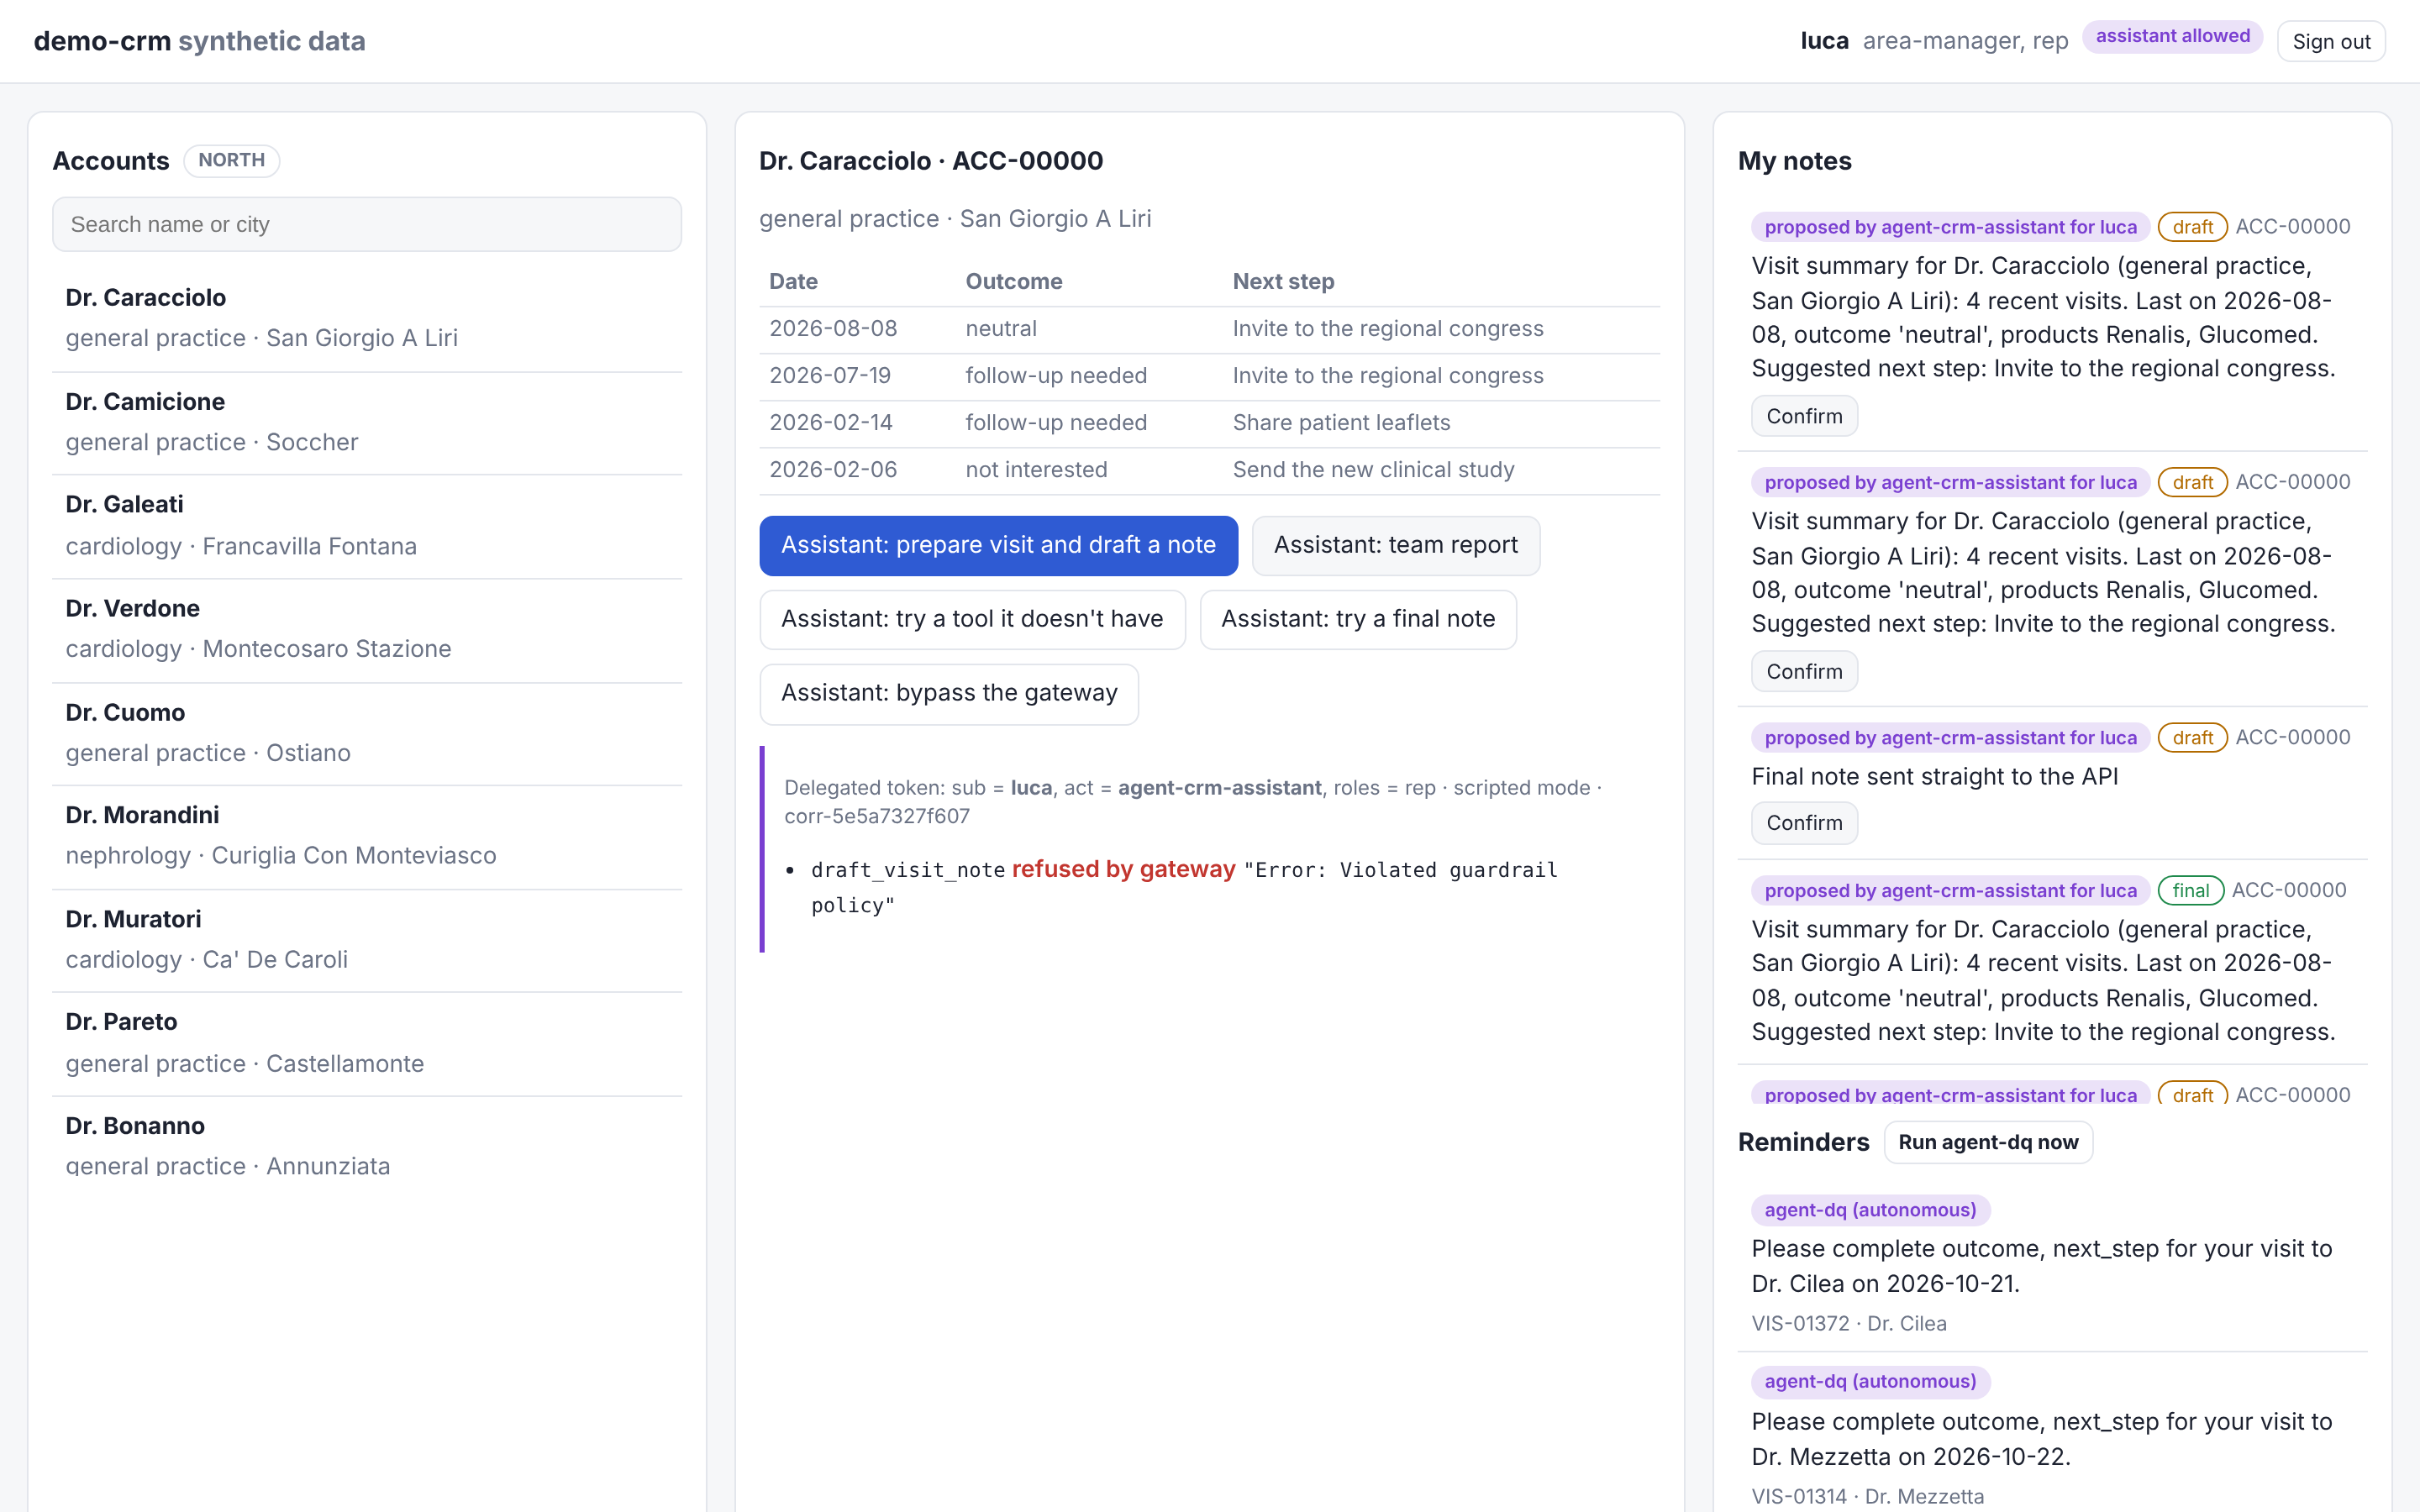 demo-crm synthetic data
luca area-manager, rep assistant allowed Sign out
Accounts NORTH
Search name or city
Dr. Caracciolo
general practice · San Giorgio A Liri
Dr. Camicione
general practice · Soccher
Dr. Galeati
cardiology · Francavilla Fontana
Dr. Verdone
cardiology · Montecosaro Stazione
Dr. Cuomo
general practice · Ostiano
Dr. Morandini
nephrology · Curiglia Con Monteviasco
Dr. Muratori
cardiology · Ca' De Caroli
Dr. Pareto
general practice · Castellamonte
Dr. Bonanno
general practice · Annunziata
Dr. Caracciolo · ACC-00000
general practice · San Giorgio A Liri
Date Outcome Next step
2026-08-08 neutral Invite to the regional congress
2026-07-19 follow-up needed Invite to the regional congress
2026-02-14 follow-up needed Share patient leaflets
2026-02-06 not interested Send the new clinical study
Assistant: prepare visit and draft a note Assistant: team report
Assistant: try a tool it doesn't have Assistant: try a final note
Assistant: bypass the gateway
Delegated token: sub = luca, act = agent-crm-assistant, roles = rep · scripted mode ·
corr-5e5a7327f607
• draft_visit_note refused by gateway "Error: Violated guardrail
policy"
My notes
proposed by agent-crm-assistant for luca draft ACC-00000
Visit summary for Dr. Caracciolo (general practice,
San Giorgio A Liri): 4 recent visits. Last on 2026-08-
08, outcome 'neutral', products Renalis, Glucomed.
Suggested next step: Invite to the regional congress.
Confirm
proposed by agent-crm-assistant for luca draft ACC-00000
Visit summary for Dr. Caracciolo (general practice,
San Giorgio A Liri): 4 recent visits. Last on 2026-08-
08, outcome 'neutral', products Renalis, Glucomed.
Suggested next step: Invite to the regional congress.
Confirm
proposed by agent-crm-assistant for luca draft ACC-00000
Final note sent straight to the API
Confirm
proposed by agent-crm-assistant for luca final ACC-00000
Visit summary for Dr. Caracciolo (general practice,
San Giorgio A Liri): 4 recent visits. Last on 2026-08-
08, outcome 'neutral', products Renalis, Glucomed.
Suggested next step: Invite to the regional congress.
proposed by agent-crm-assistant for luca draft ACC-00000
Reminders Run agent-dq now
agent-dq (autonomous)
Please complete outcome, next_step for your visit to
Dr. Cilea on 2026-10-21.
VIS-01372 · Dr. Cilea
agent-dq (autonomous)
Please complete outcome, next_step for your visit to
Dr. Mezzetta on 2026-10-22.
VIS-01314 · Dr. Mezzetta